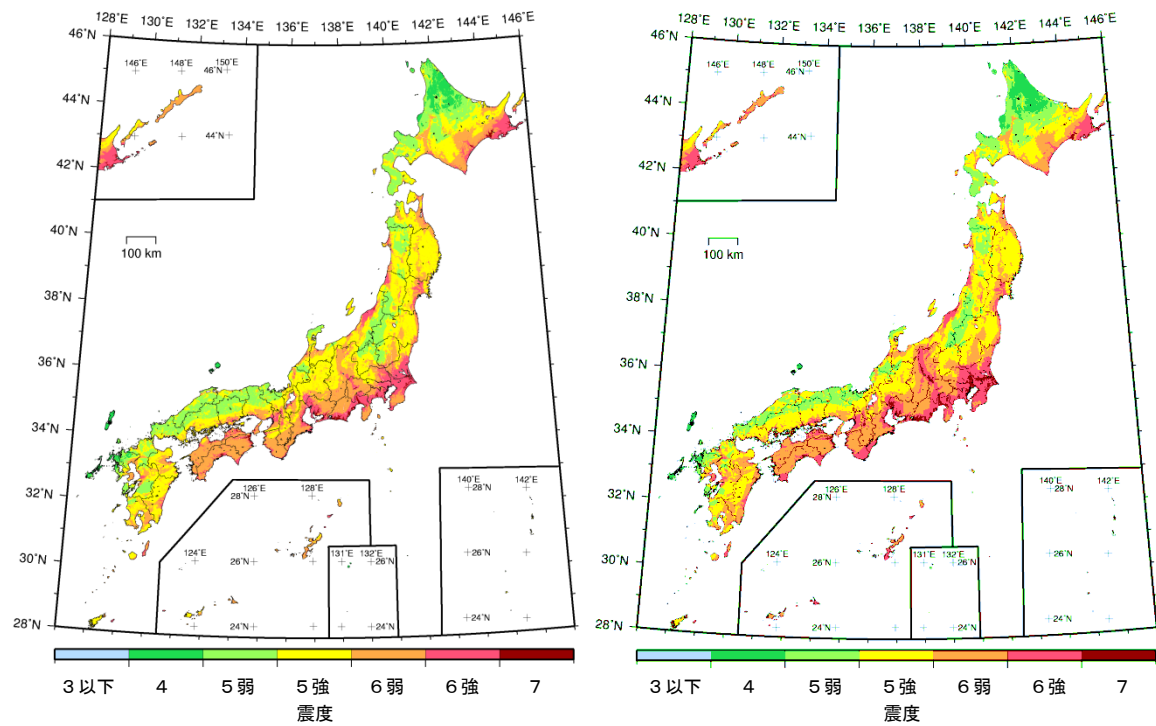 128˚E 130˚E 132˚E 134˚E 136˚E 138˚E 140˚E 142˚E 144˚E 146˚E
46˚N
44˚N
42˚N
40˚N
38˚N
36˚N
34˚N
32˚N
30˚N
28˚N
146˚E 148˚E 150˚E
46˚N
44˚N
100 km
126˚E 128˚E
28˚N
124˚E
26˚N
24˚N
131˚E 132˚E
26˚N
24˚N
140˚E 142˚E
28˚N
26˚N
24˚N
3以下 4 5弱 5強 6弱 6強 7
震度
128˚E 130˚E 132˚E 134˚E 136˚E 138˚E 140˚E 142˚E 144˚E 146˚E
46˚N
44˚N
42˚N
40˚N
38˚N
36˚N
34˚N
32˚N
30˚N
28˚N
146˚E 148˚E 150˚E
46˚N
44˚N
100 km
126˚E 128˚E
28˚N
124˚E
26˚N
24˚N
131˚E 132˚E
26˚N
24˚N
140˚E 142˚E
28˚N
26˚N
24˚N
3以下 4 5弱 5強 6弱 6強 7
震度